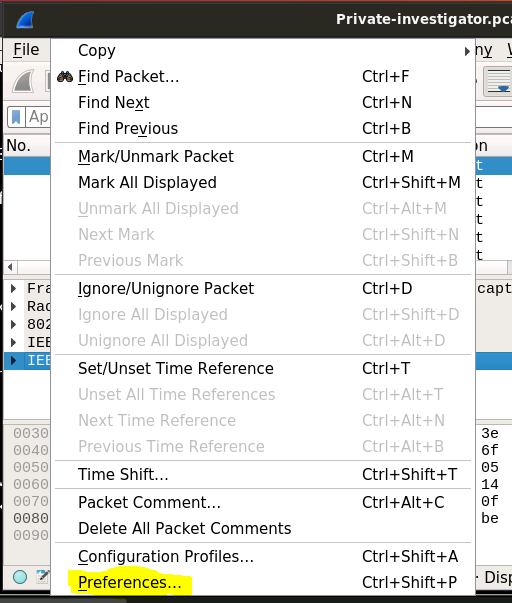 Private-investigator.pca
File
ny
Copy
Find Packet... Ctrl+F
Find Next Ctrl+N
Find Previous Ctrl+B
Mark/Unmark Packet Ctrl+M
Mark All Displayed Ctrl+Shift+M
Unmark All Displayed Ctrl+Alt+M
Next Mark Ctrl+Shift+N
Previous Mark Ctrl+Shift+B
Ignore/Unignore Packet Ctrl+D
Ignore All Displayed Ctrl+Shift+D
Unignore All Displayed Ctrl+Alt+D
Set/Unset Time Reference Ctrl+T
Unset All Time References Ctrl+Alt+T
Next Time Reference Ctrl+Alt+N
Previous Time Reference Ctrl+Alt+B
Time Shift... Ctrl+Shift+T
Packet Comment... Ctrl+Alt+C
Delete All Packet Comments
Configuration Profiles... Ctrl+Shift+A
Preferences... Ctrl+Shift+P
Ap
No.
on
t
t
t
t
t
t
Fra
capt
Rad
802
IEE
IEE
0030 3e
0040 6f
0050 05
0060 14
0070 0f
0080 be
0090
· Disp